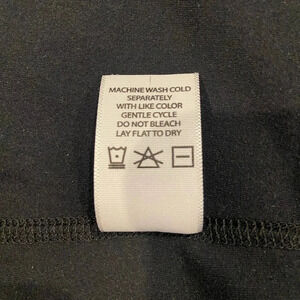 MACHINE WASH COLD
SEPARATELY
WITH LIKE COLOR
GENTLE CYCLE
DO NOT BLEACH
LAY FLAT TO DRY